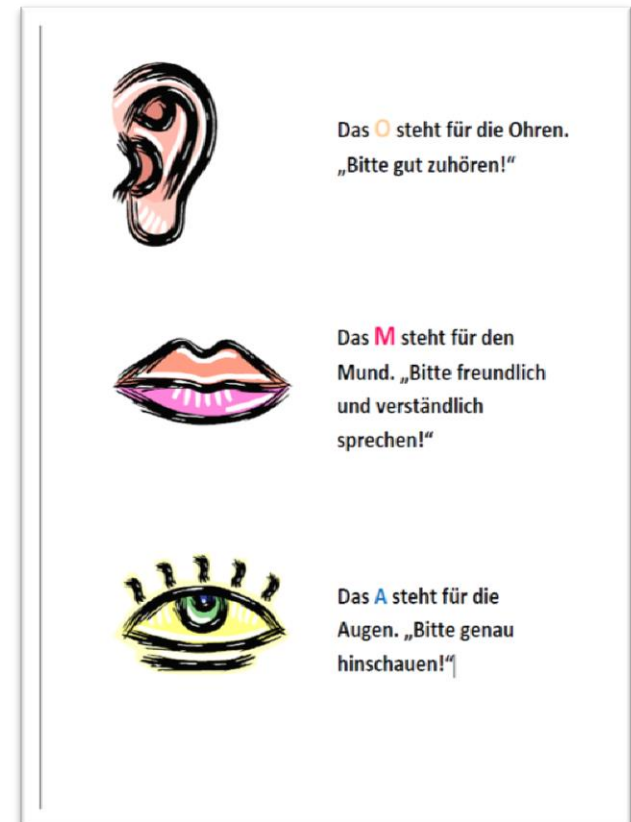 Das O steht für die Ohren.
„Bitte gut zuhören!“
Das M steht für den
Mund. „Bitte freundlich
und verständlich
sprechen!“
Das A steht für die
Augen. „Bitte genau
hinschauen!“